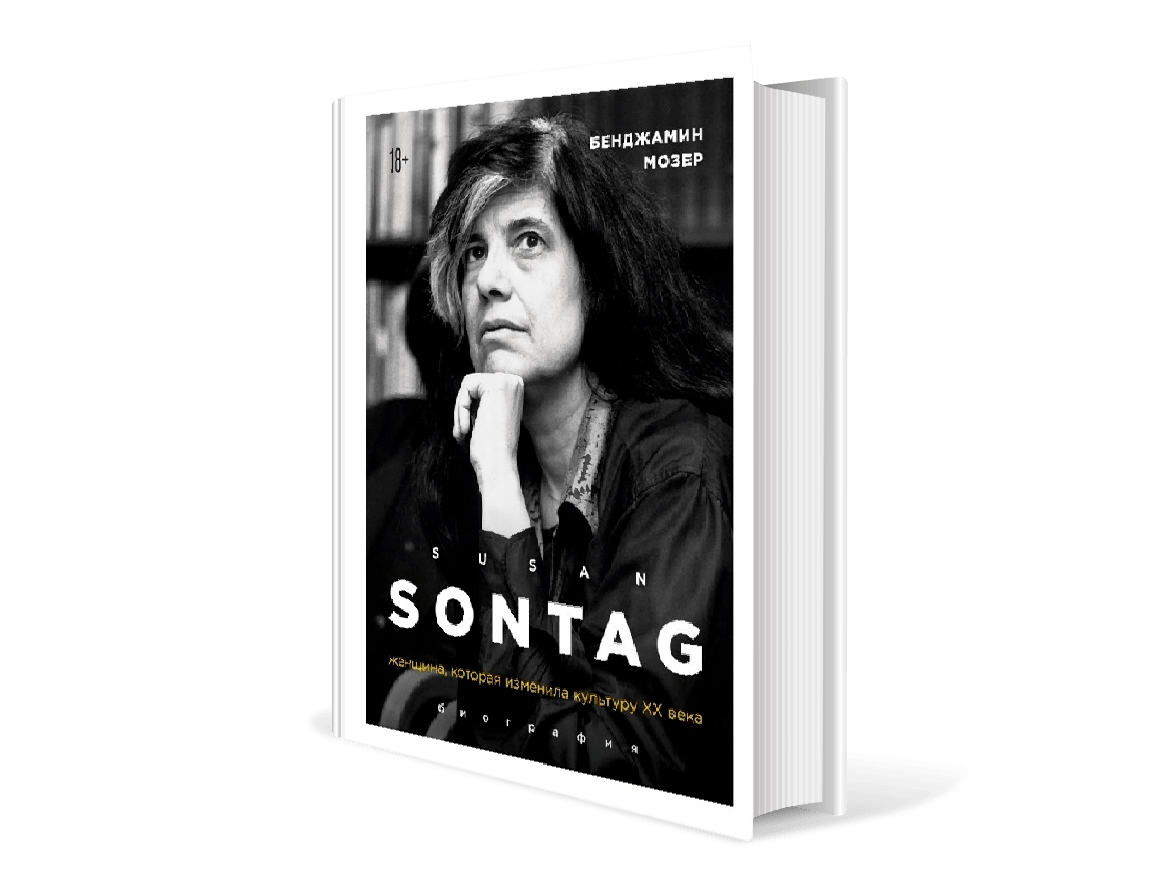 18+
БЕНДЖАМИН
МОЗЕР
SUSAN
SONTAG
женщина, которая изменила культуру XX века
биография